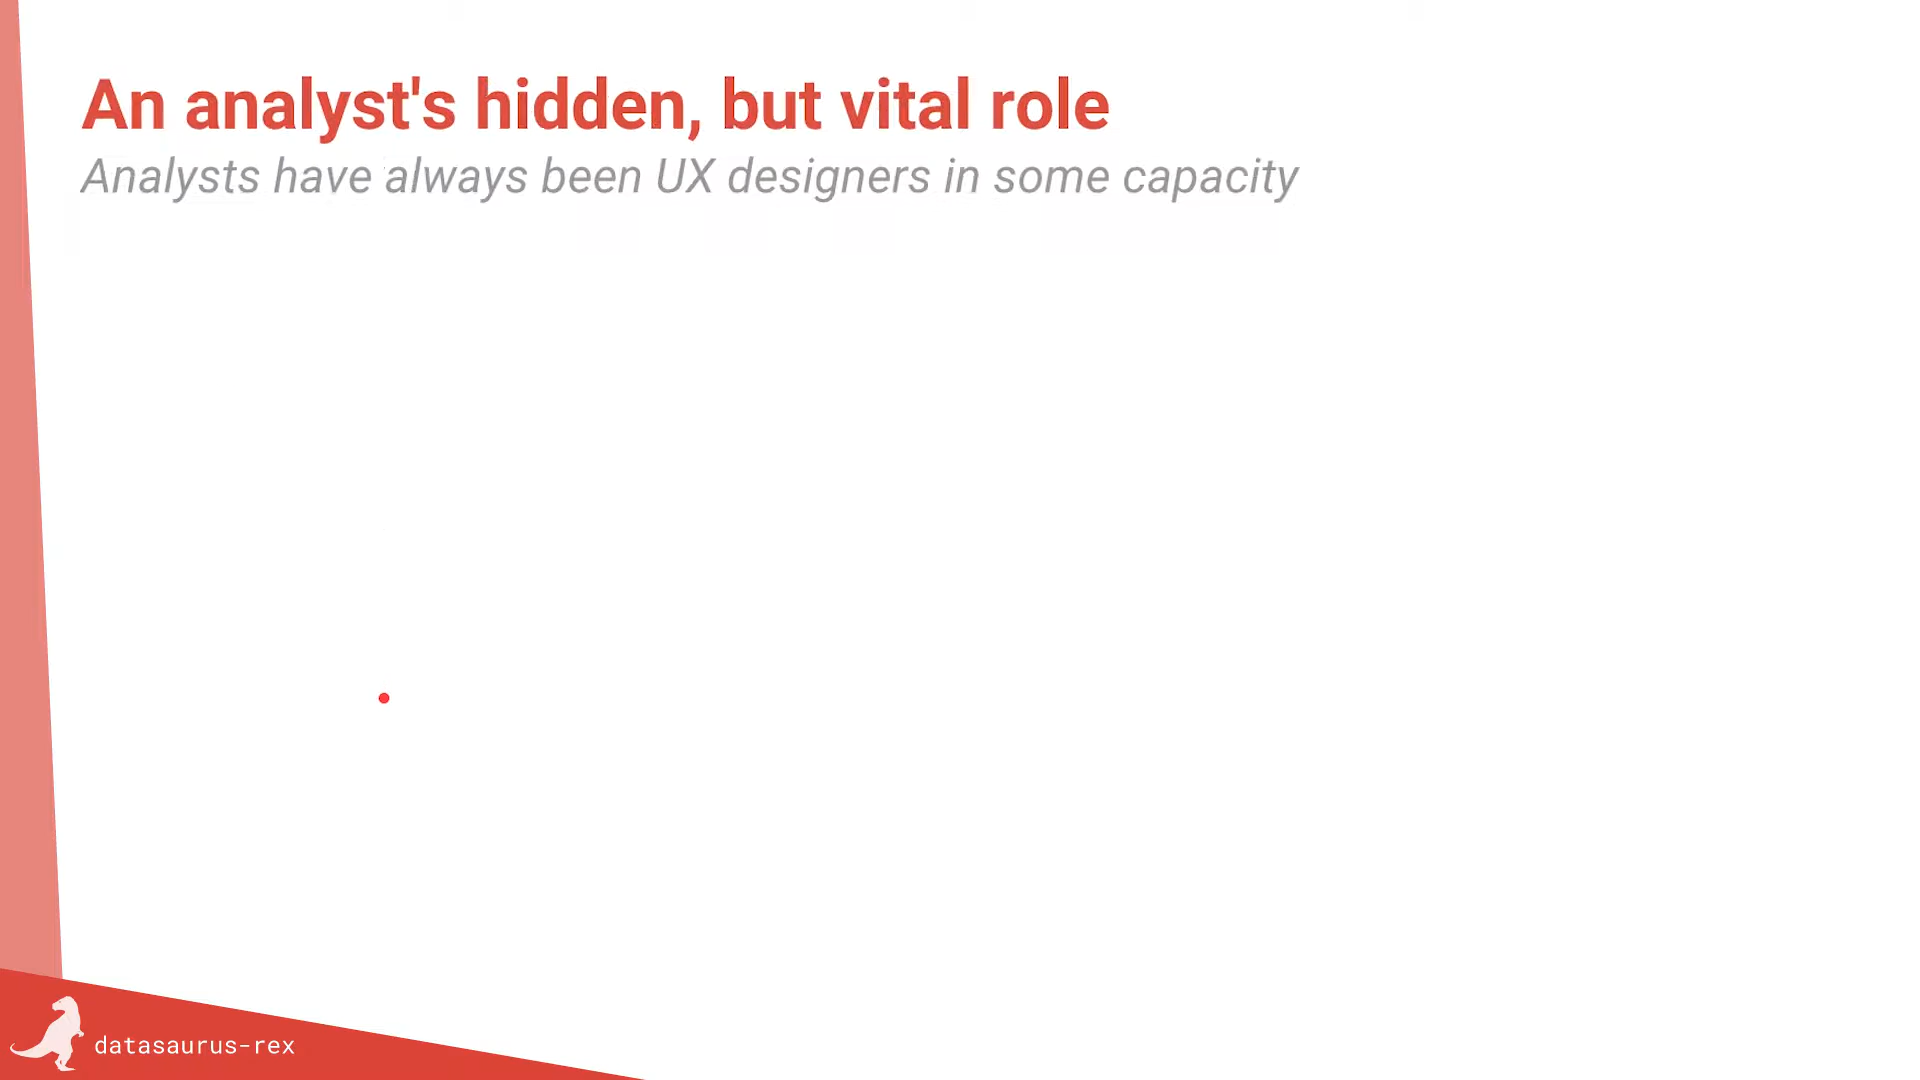 An analyst's hidden, but vital role
Analysts have always been UX designers in some capacity
datasaurus-rex